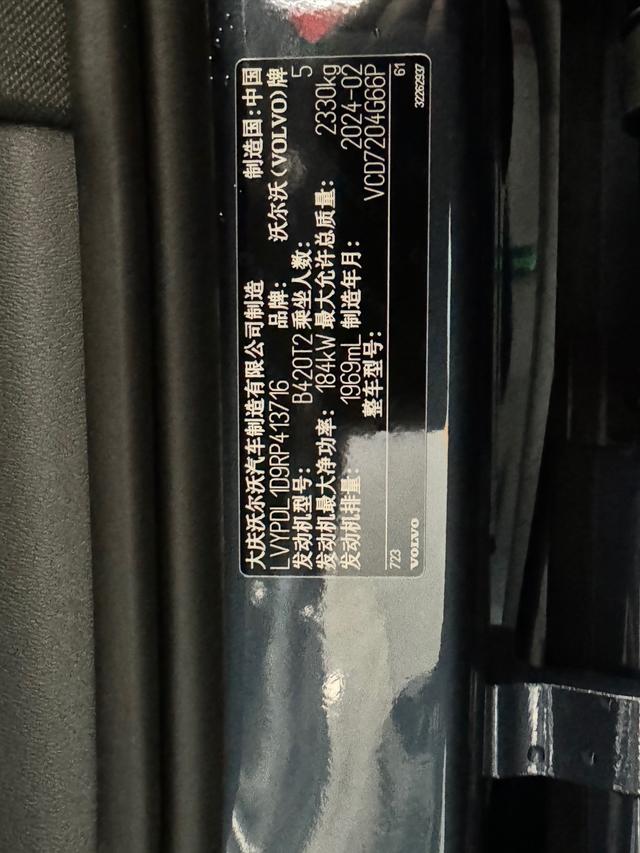 大庆沃尔沃汽车制造有限公司制造 制造国:中国
LVYPDL1D9RP413716 品牌: 沃尔沃(VOLVO)牌
发动机型号: B420T2 乘坐人数: 5
发动机最大净功率: 184kW 最大允许总质量: 2330kg
发动机排量: 1969mL 制造年月: 2024-02
整车型号: VCD7204G66P
723 61
VOLVO 32262937